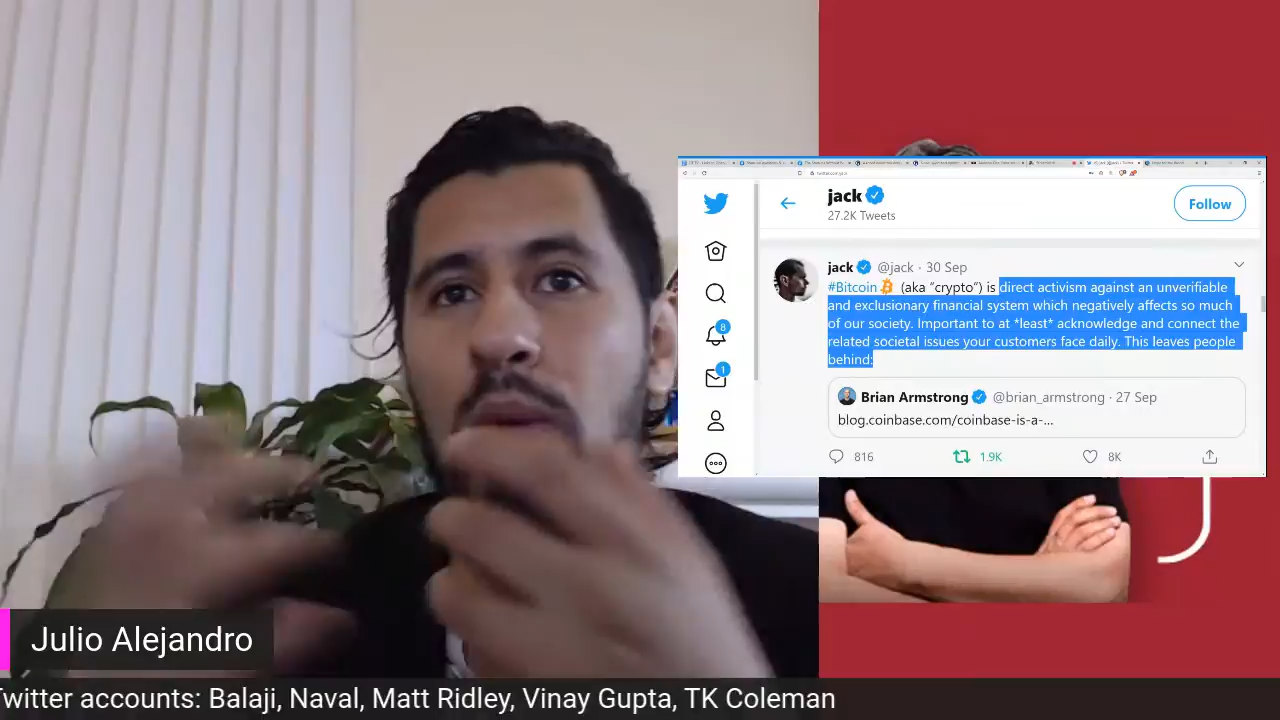 jack
27.2K Tweets
Follow
jack @jack · 30 Sep
#Bitcoin (aka “crypto”) is direct activism against an unverifiable
and exclusionary financial system which negatively affects so much
of our society. Important to at *least* acknowledge and connect the
related societal issues your customers face daily. This leaves people
behind:
8
1
Brian Armstrong @brian_armstrong · 27 Sep
blog.coinbase.com/coinbase-is-a-...
816
1.9K
8K
Julio Alejandro
Twitter accounts: Balaji, Naval, Matt Ridley, Vinay Gupta, TK Coleman